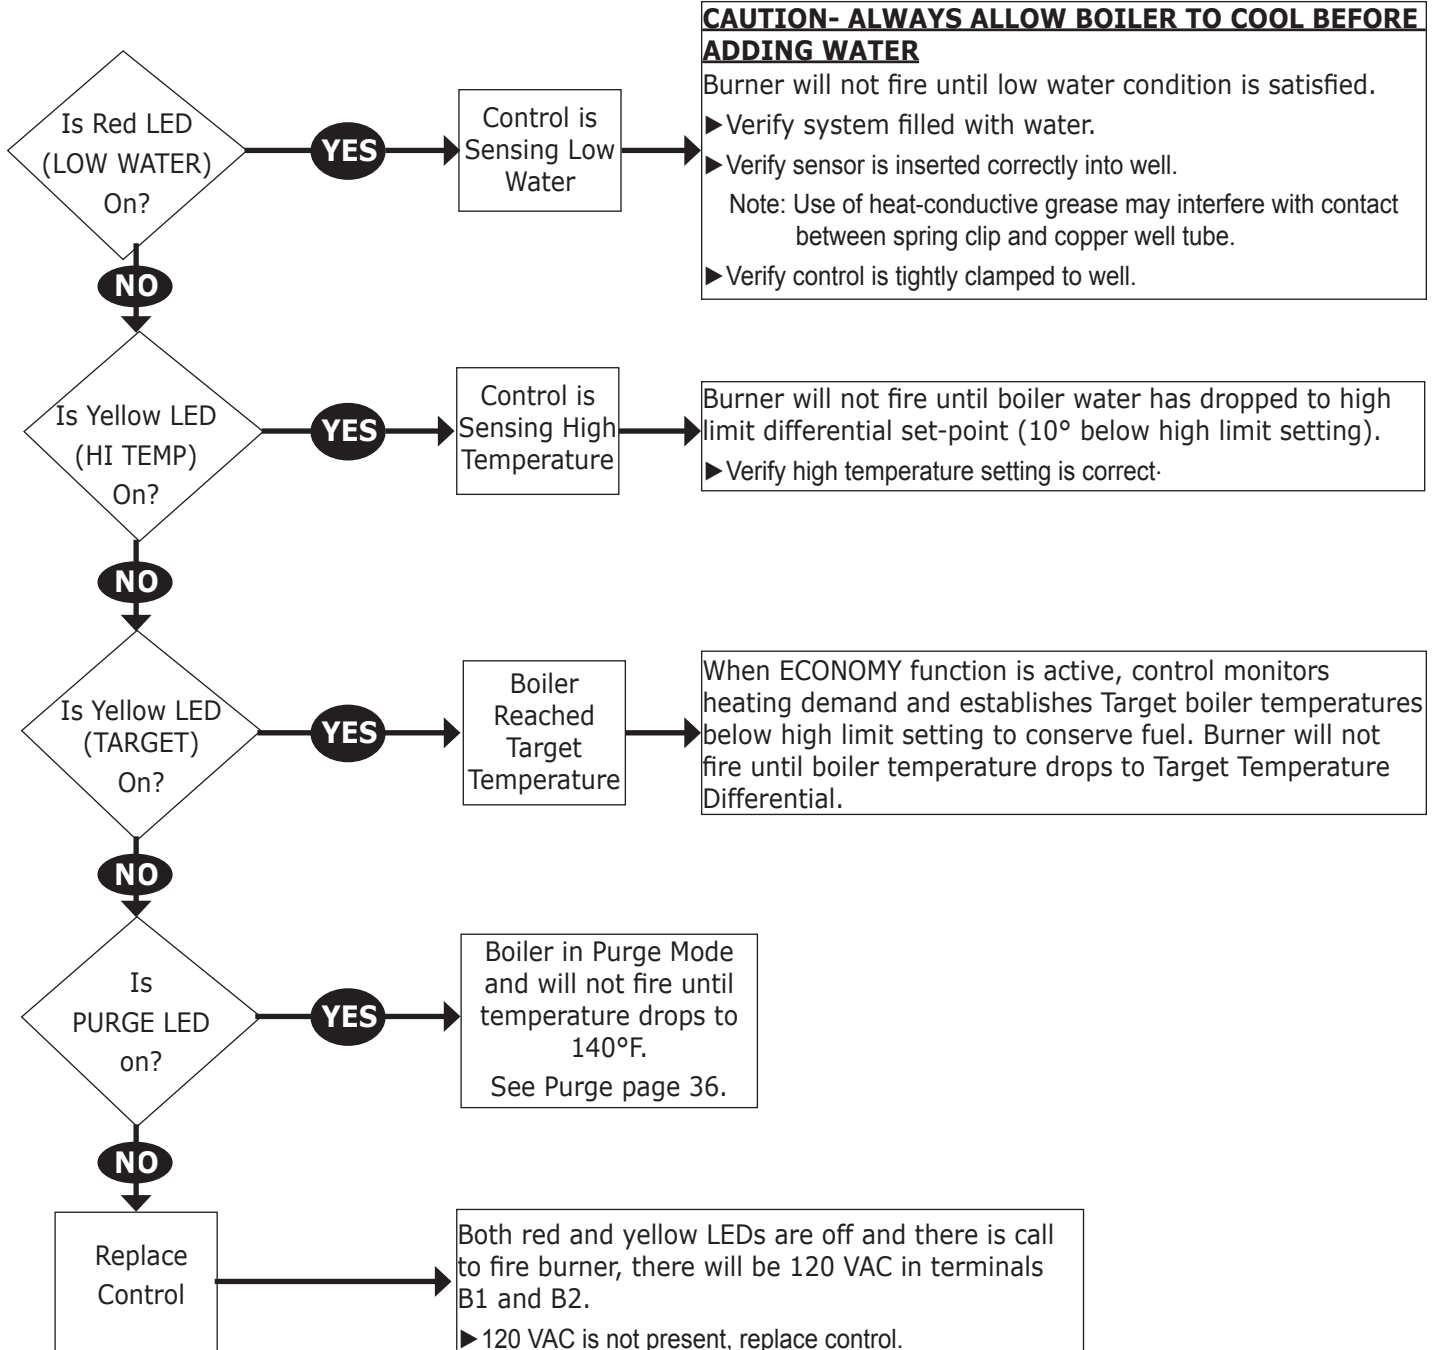 CAUTION- ALWAYS ALLOW BOILER TO COOL BEFORE
ADDING WATER
Burner will not fire until low water condition is satisfied.
►Verify system filled with water.
►Verify sensor is inserted correctly into well.
Note: Use of heat-conductive grease may interfere with contact
between spring clip and copper well tube.
►Verify control is tightly clamped to well.
Is Red LED
(LOW WATER)
On?
YES
Control is
Sensing Low
Water
NO
Is Yellow LED
(HI TEMP)
On?
YES
Control is
Sensing High
Temperature
Burner will not fire until boiler water has dropped to high
limit differential set-point (10° below high limit setting).
►Verify high temperature setting is correct.
NO
Is Yellow LED
(TARGET)
On?
YES
Boiler
Reached
Target
Temperature
When ECONOMY function is active, control monitors
heating demand and establishes Target boiler temperatures
below high limit setting to conserve fuel. Burner will not
fire until boiler temperature drops to Target Temperature
Differential.
NO
Is
PURGE LED
on?
YES
Boiler in Purge Mode
and will not fire until
temperature drops to
140°F.
See Purge page 36.
NO
Replace
Control
Both red and yellow LEDs are off and there is call
to fire burner, there will be 120 VAC in terminals
B1 and B2.
►120 VAC is not present, replace control.